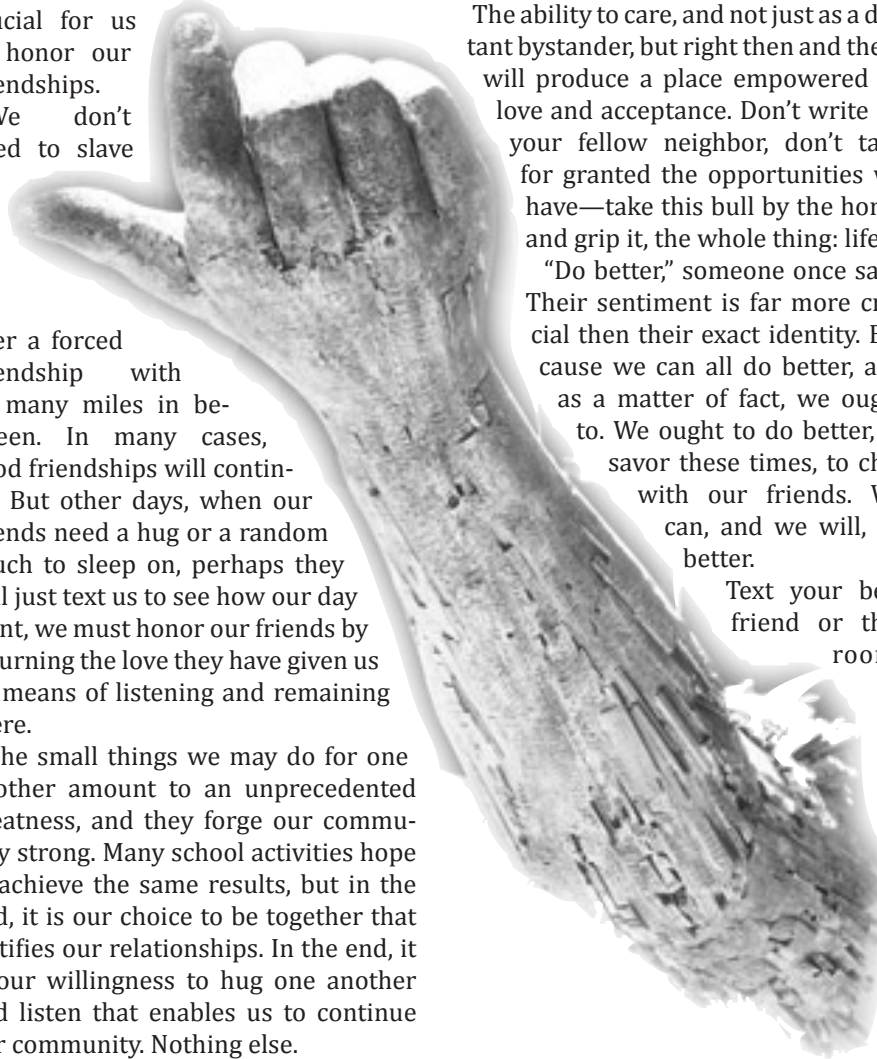 ucial for us
honor our
endships.
We don't
ed to slave
er a forced
endship with
many miles in be-
een. In many cases,
od friendships will contin-
. But other days, when our
ends need a hug or a random
uch to sleep on, perhaps they
l just text us to see how our day
nt, we must honor our friends by
urning the love they have given us
means of listening and remaining
ere.
he small things we may do for one
other amount to an unprecedented
eatness, and they forge our commu-
y strong. Many school activities hope
achieve the same results, but in the
d, it is our choice to be together that
tifies our relationships. In the end, it
our willingness to hug one another
d listen that enables us to continue
r community. Nothing else.
The ability to care, and not just as a d
tant bystander, but right then and the
will produce a place empowered
love and acceptance. Don’t write
your fellow neighbor, don’t ta
for granted the opportunities w
have—take this bull by the hor
and grip it, the whole thing: life
“Do better,” someone once sa
Their sentiment is far more cr
cial then their exact identity. B
cause we can all do better, a
as a matter of fact, we oug
to. We ought to do better,
savor these times, to ch
with our friends. W
can, and we will,
better.
Text your be
friend or th
room